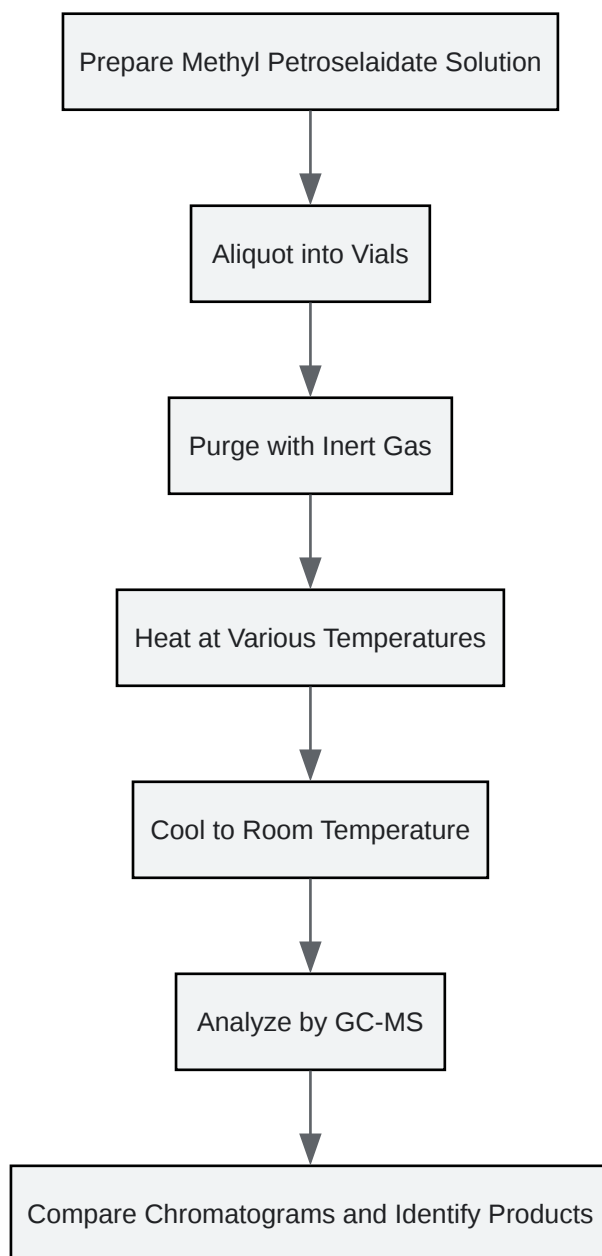 Prepare Methyl Petroselaidate Solution
Aliquot into Vials
Purge with Inert Gas
Heat at Various Temperatures
Cool to Room Temperature
Analyze by GC-MS
Compare Chromatograms and Identify Products